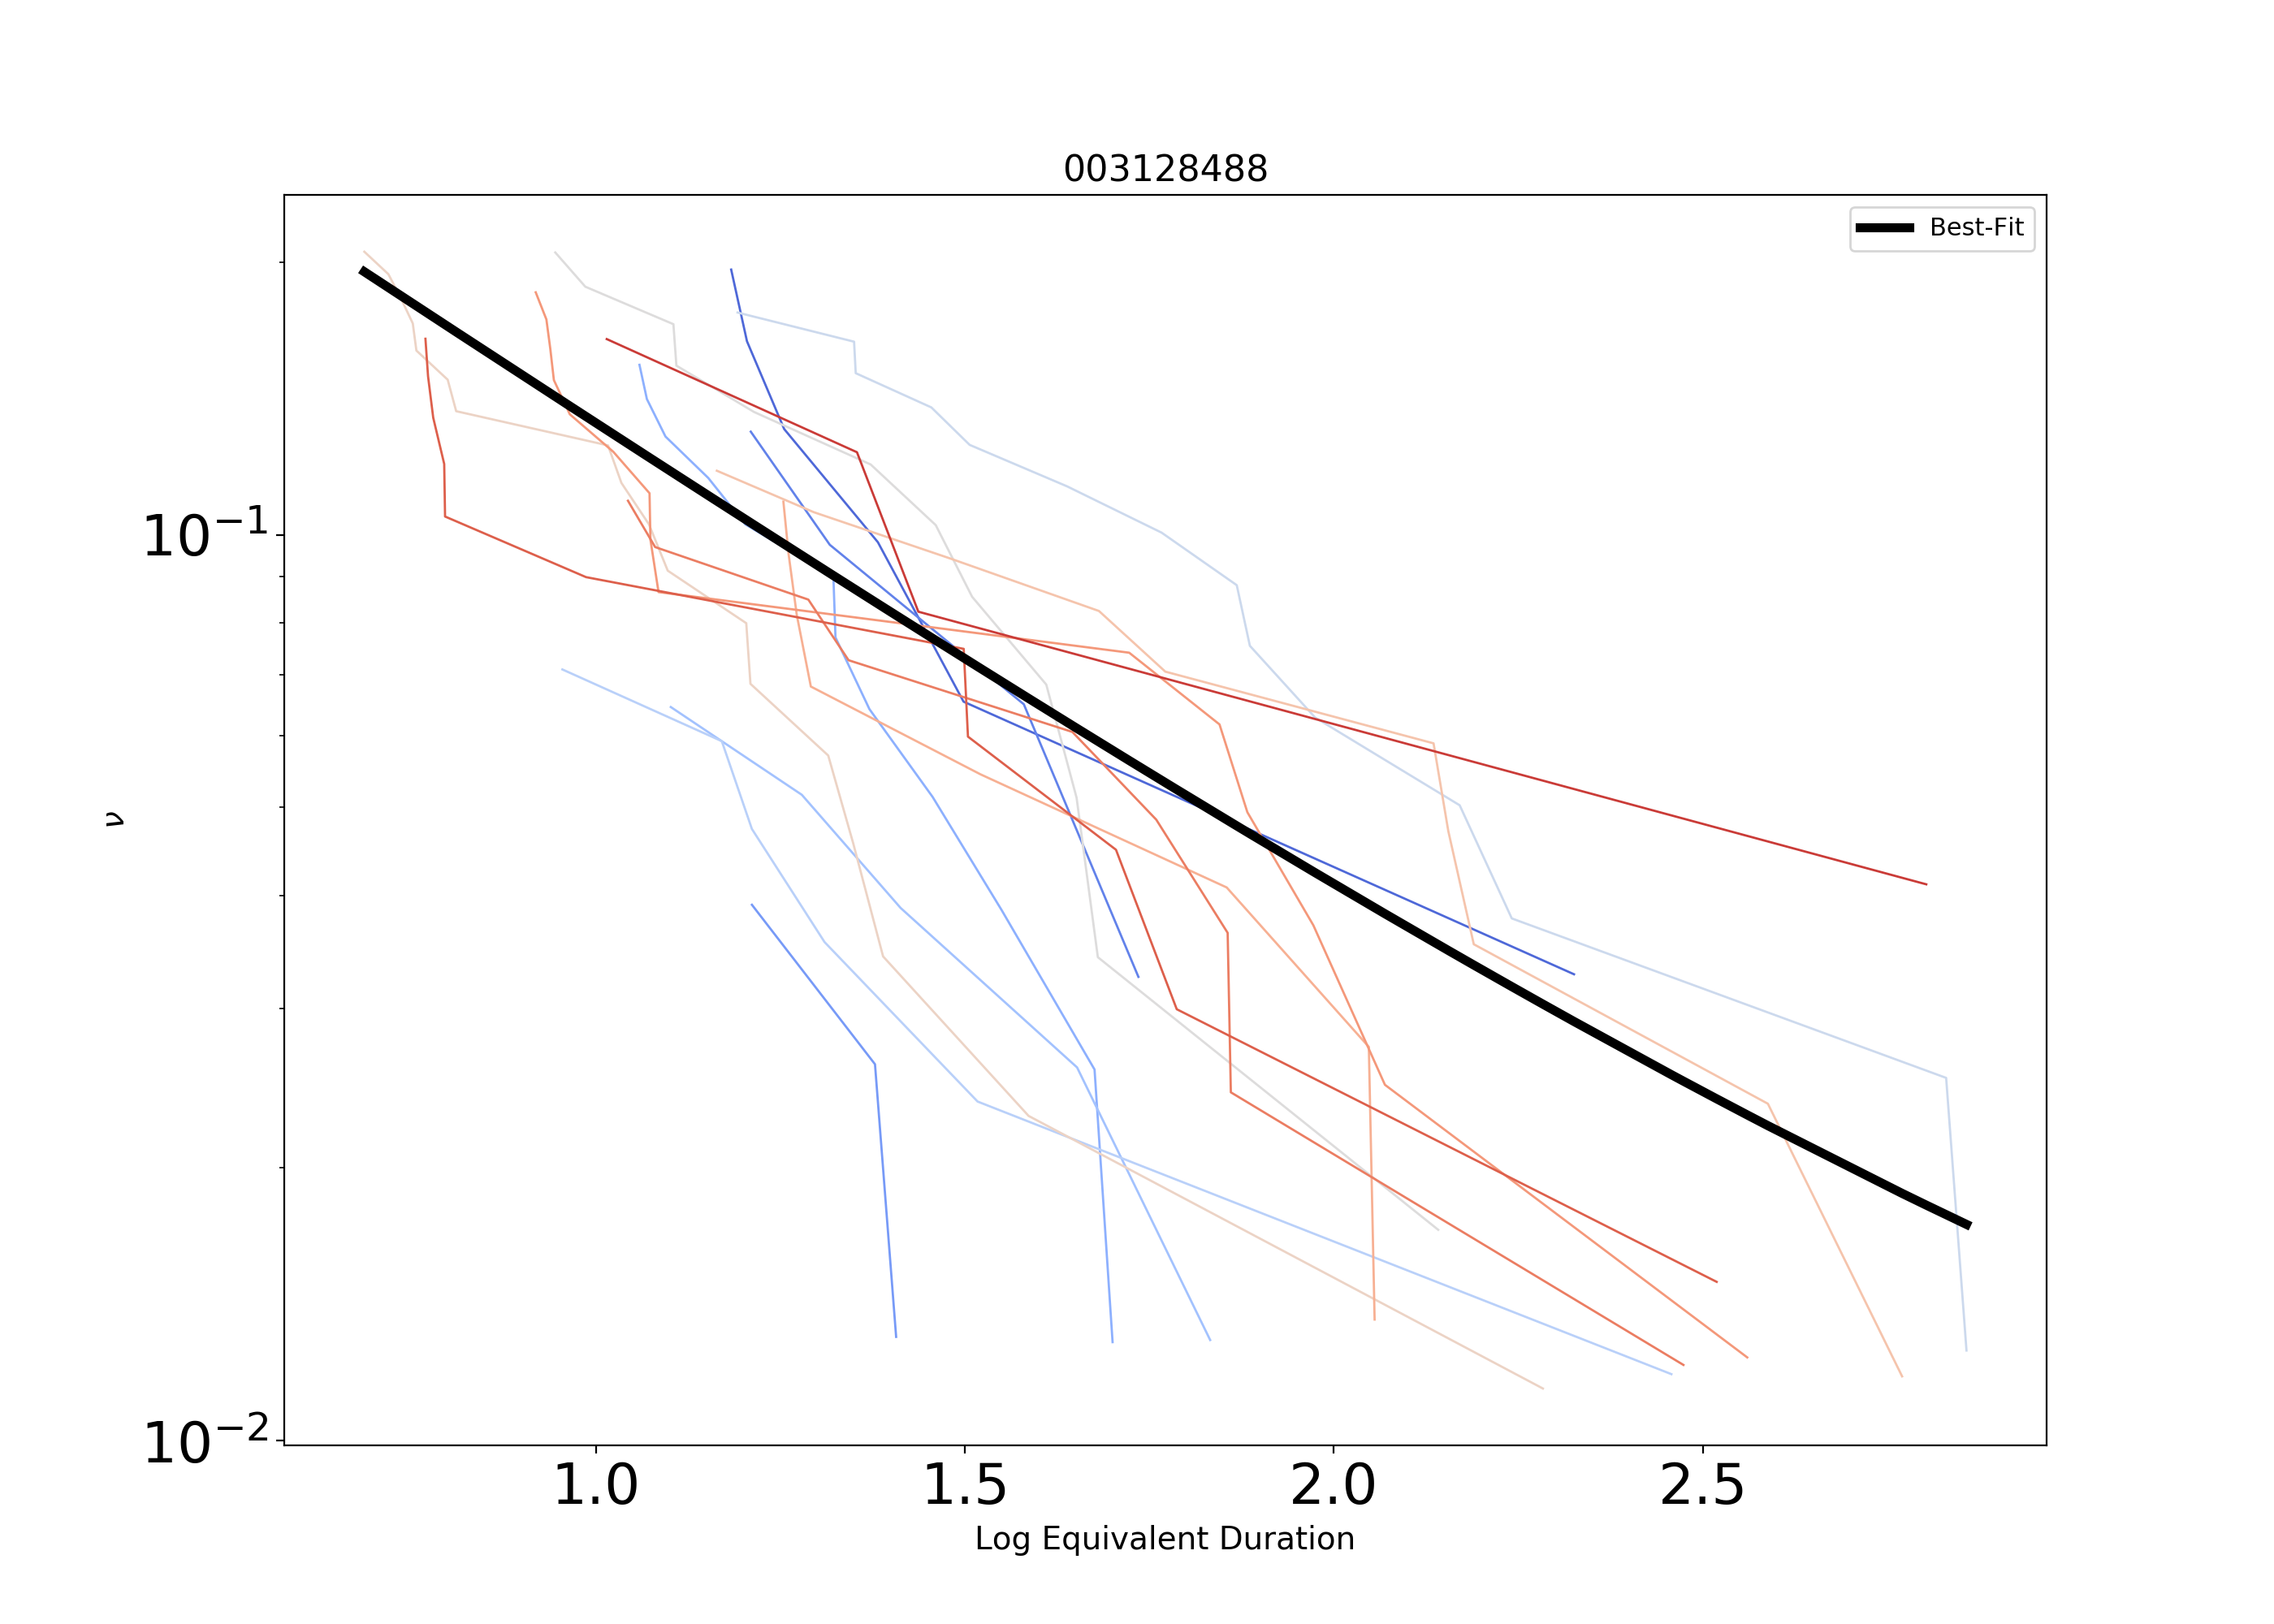 003128488
Best-Fit
10⁻¹
ν
10⁻²
1.0 1.5 2.0 2.5
Log Equivalent Duration